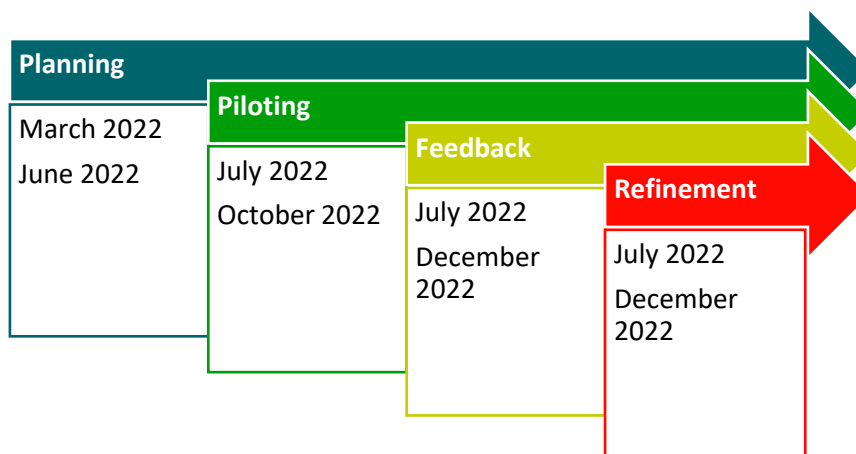 Planning
March 2022
June 2022
Piloting
July 2022
October 2022
Feedback
July 2022
December
2022
Refinement
July 2022
December
2022